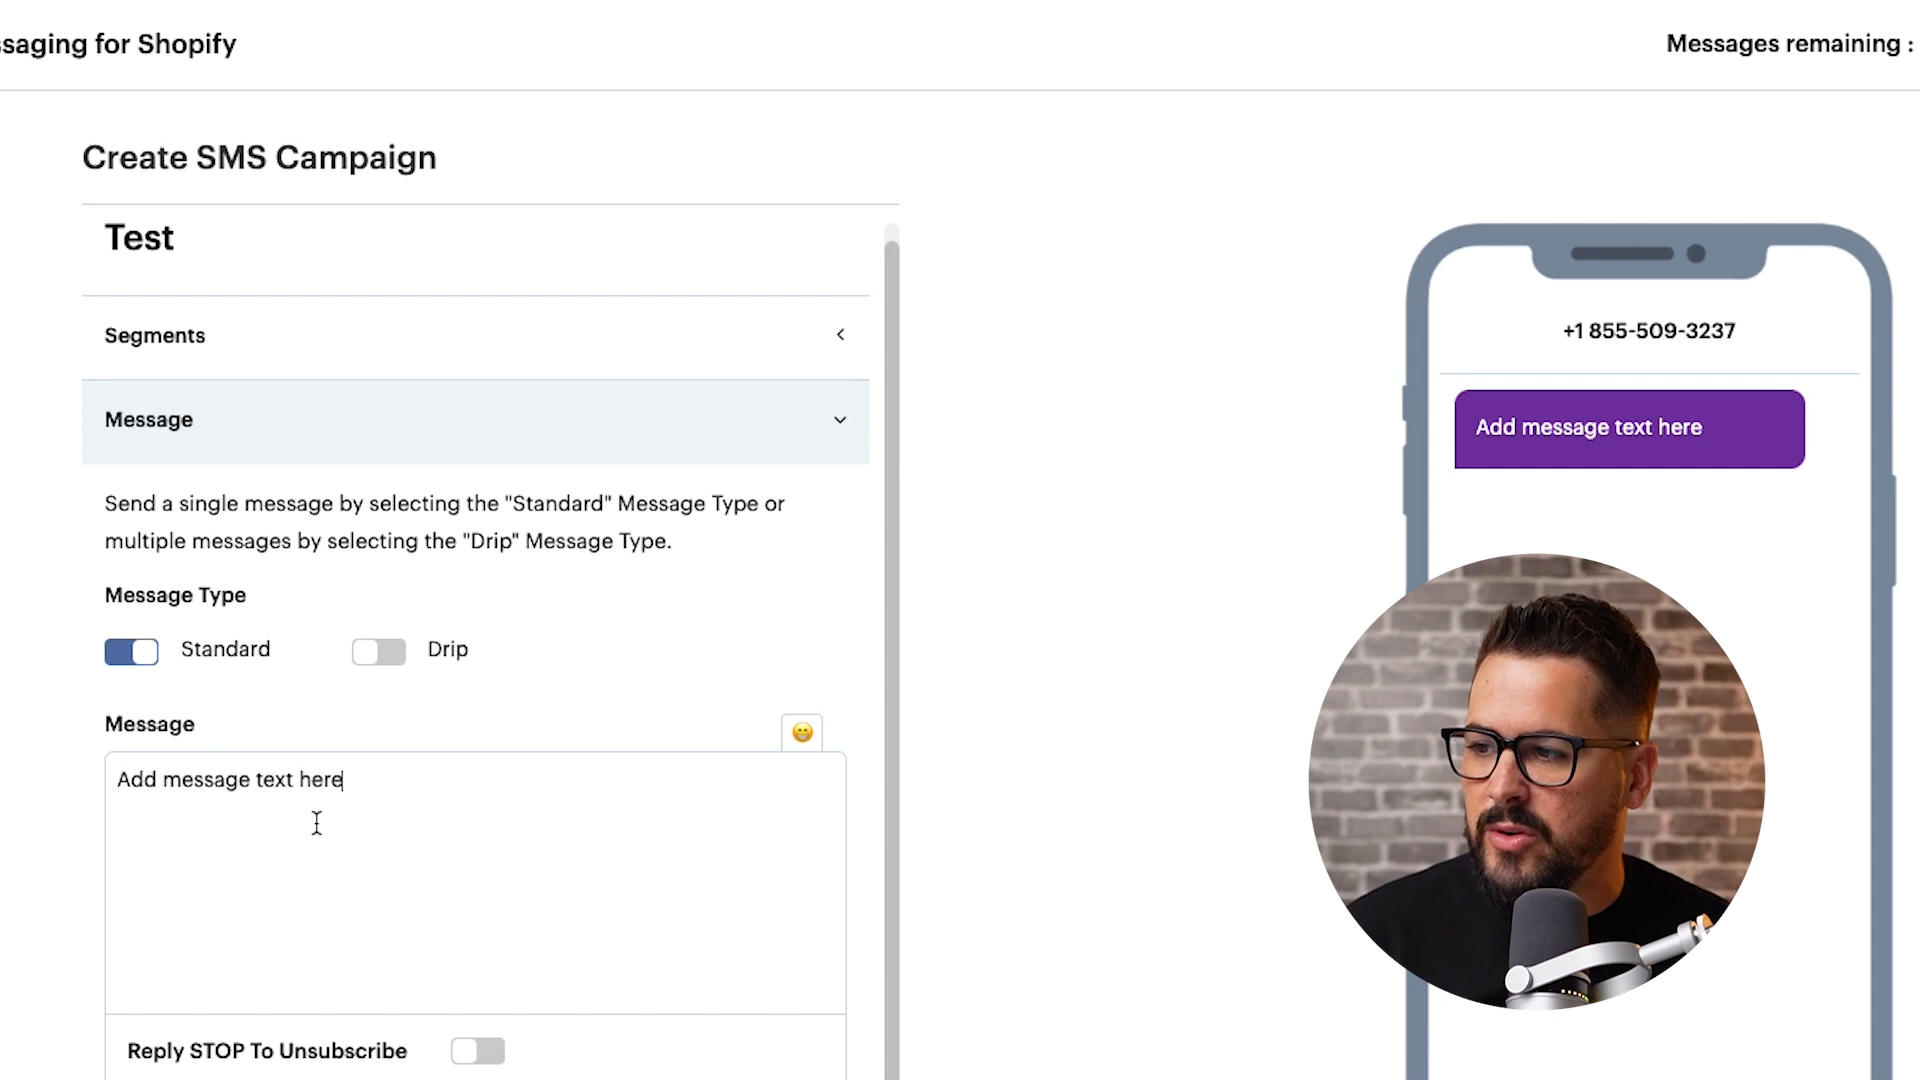 saging for Shopify
Messages remaining :
Create SMS Campaign
Test
Segments
Message
Send a single message by selecting the "Standard" Message Type or
multiple messages by selecting the "Drip" Message Type.
Message Type
Standard
Drip
Message
Add message text here
Reply STOP To Unsubscribe
+1 855-509-3237
Add message text here